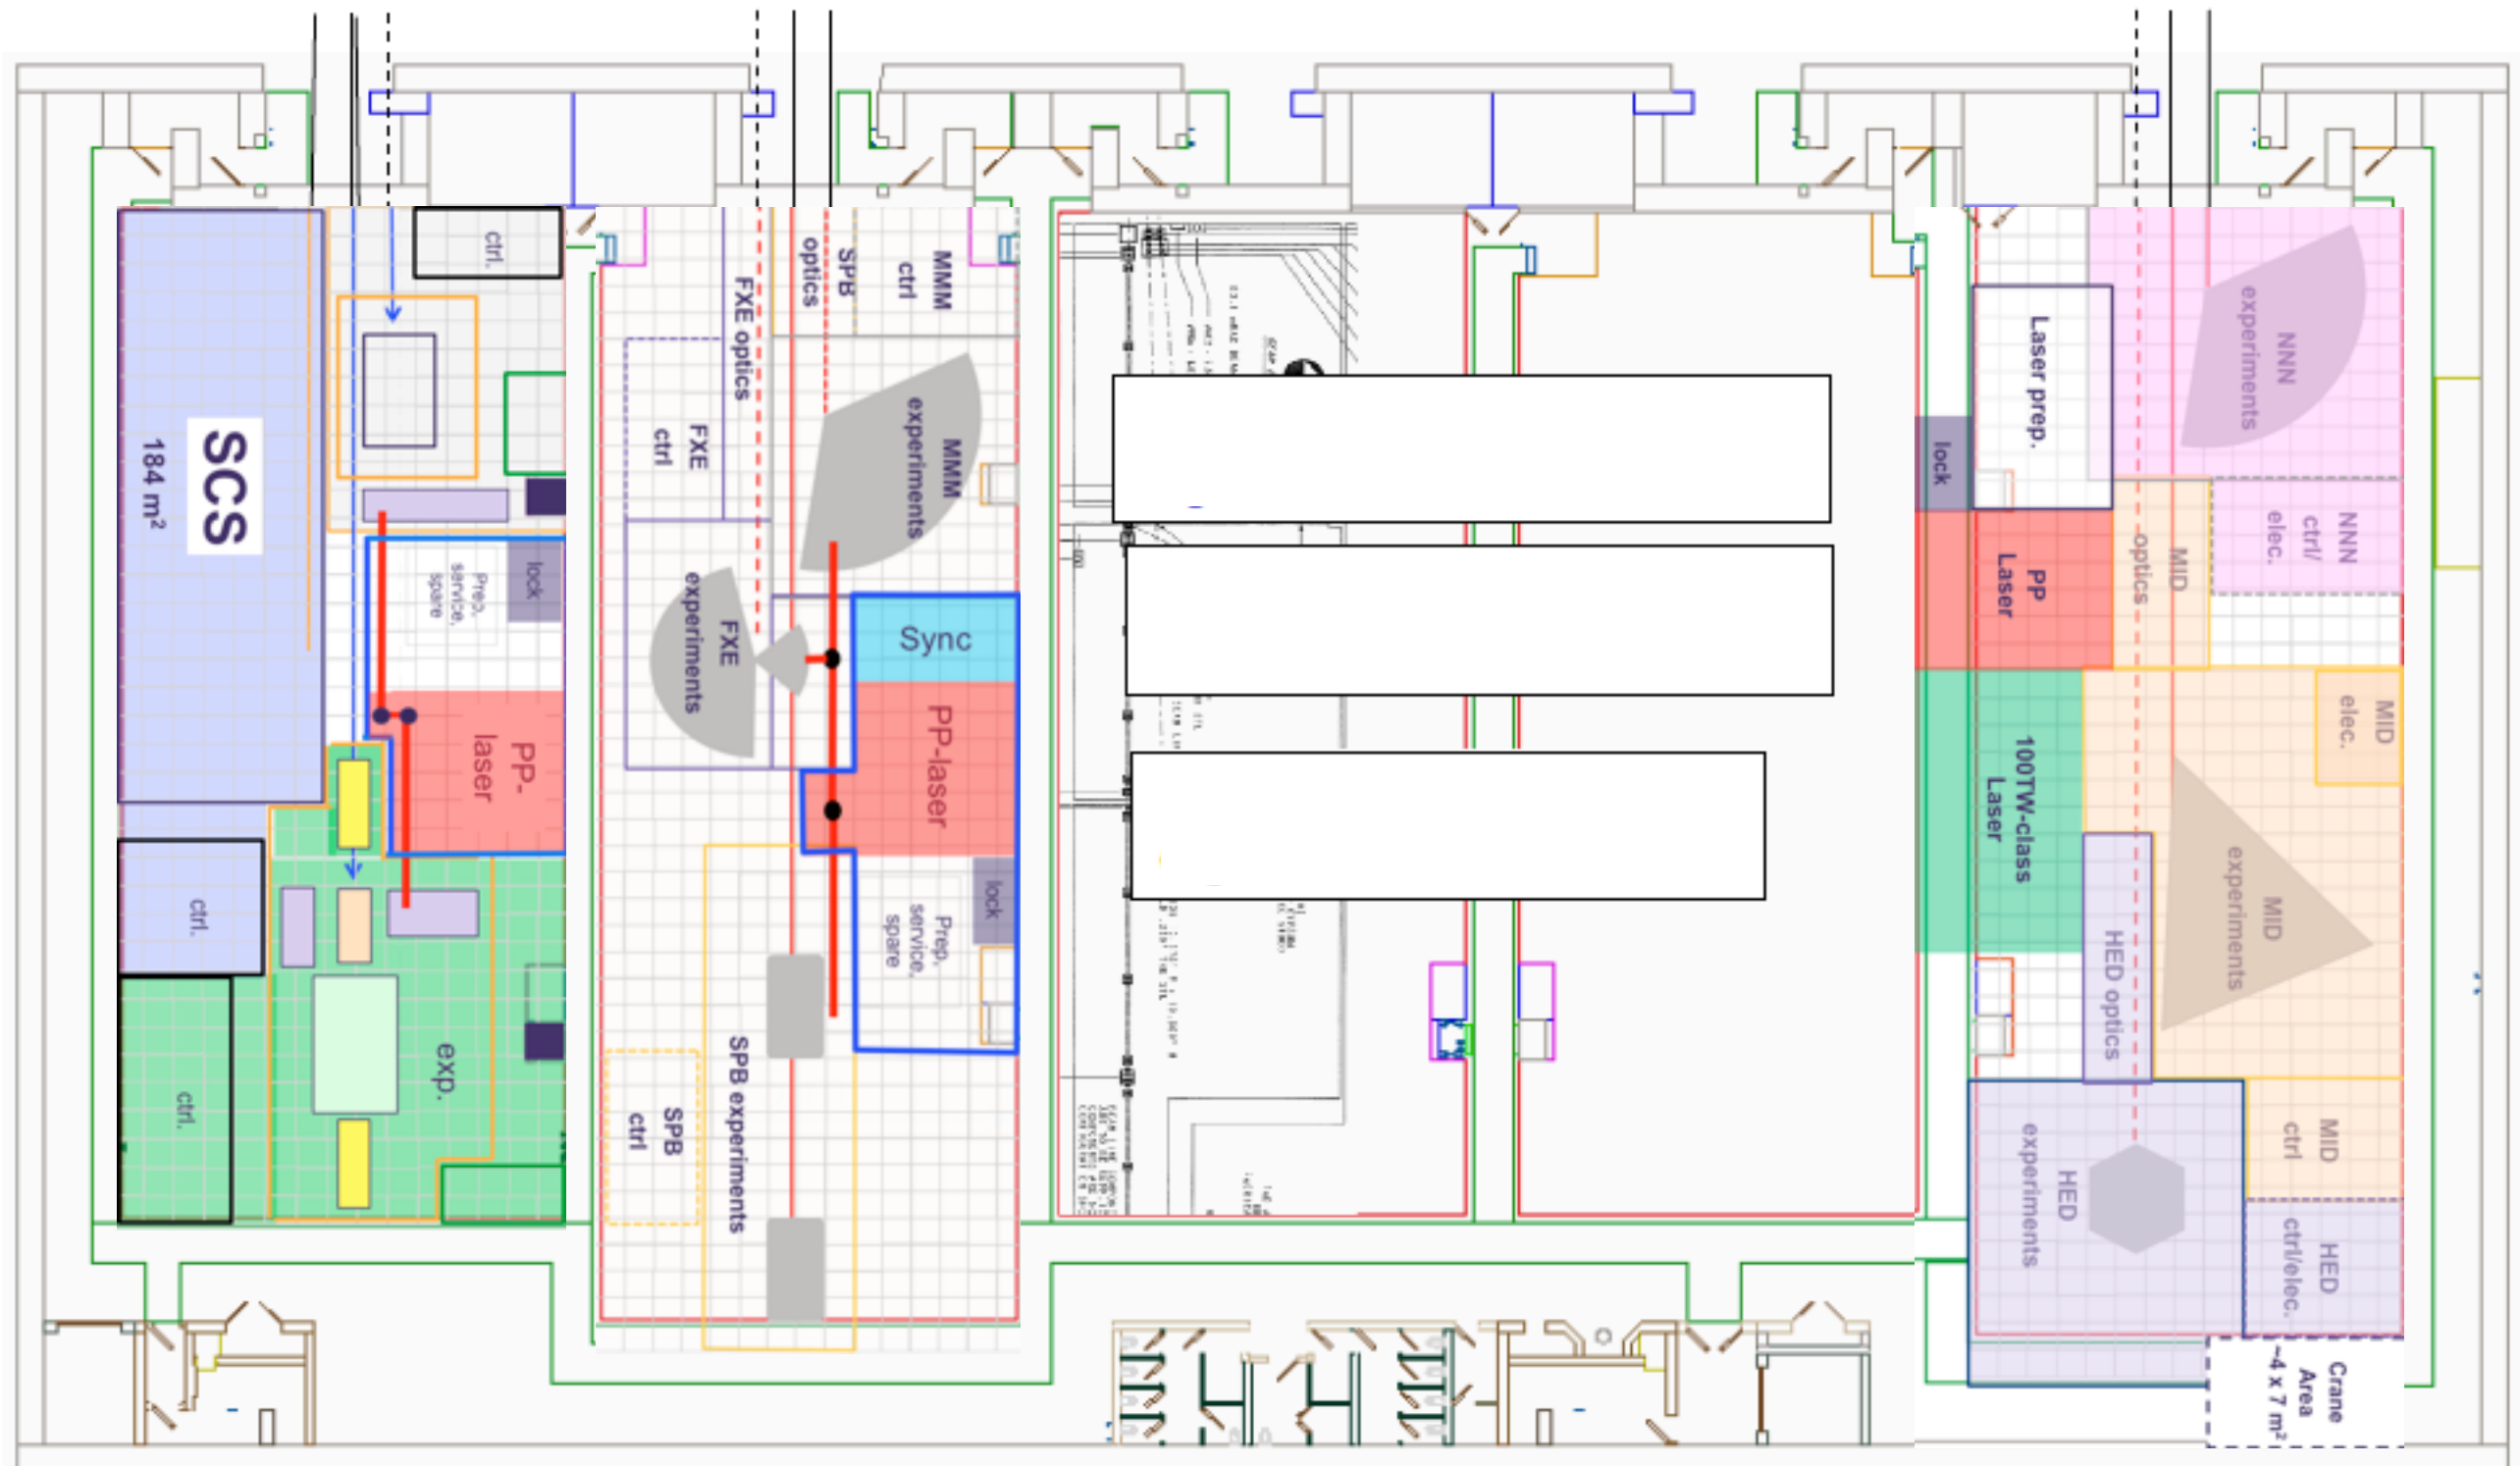 ctrl.
SCS
184 m²
lock
Prep,
service,
spare
PP-
laser
ctrl.
exp.
ctrl.
MMM
ctrl
SPB
optics
FXE optics
FXE
ctrl
MMM
experiments
FXE
experiments
Sync
PP-laser
lock
Prep,
service,
spare
SPB experiments
SPB
ctrl
NNN
experiments
Laser prep.
lock
NNN
ctrl/
elec.
MID
optics
PP
Laser
MID
elec.
100TW-class
Laser
MID
experiments
HED optics
MID
ctrl
HED
experiments
HED
ctrl/elec.
Crane
Area
~4 x 7 m²